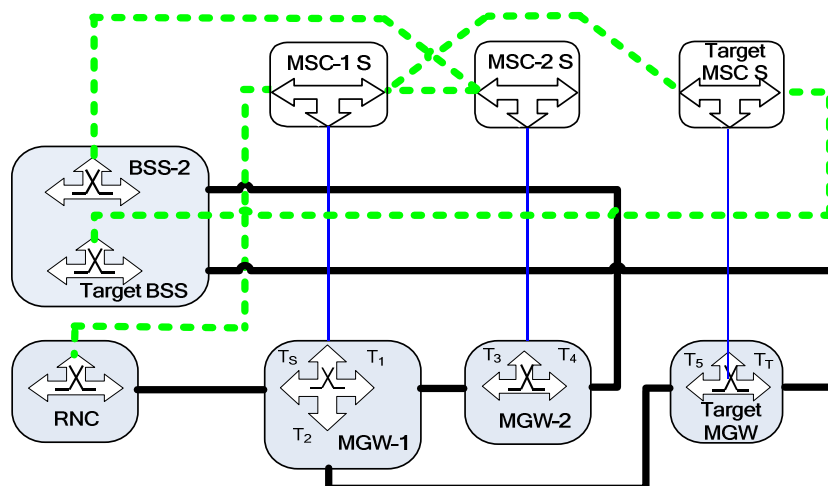 MSC-1 S
MSC-2 S
Target
MSC S
BSS-2
Target BSS
RNC
TS
T1
T2
MGW-1
T3
T4
MGW-2
T5
TT
Target
MGW